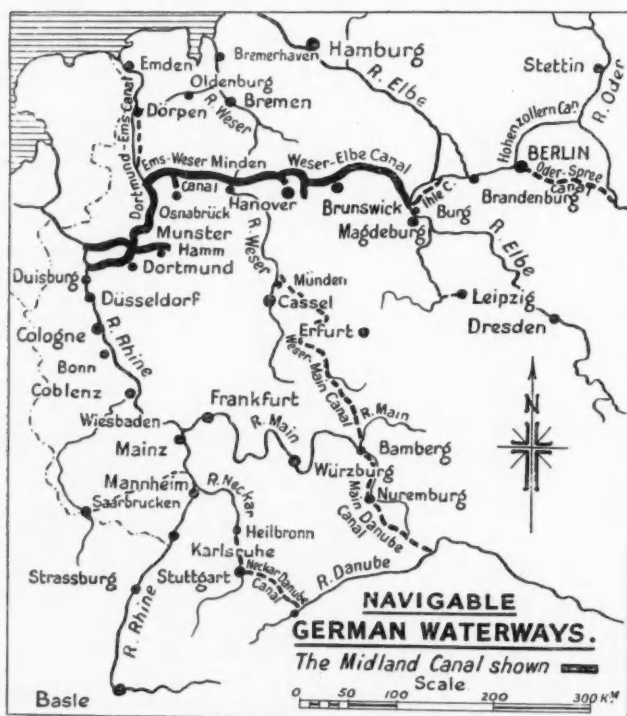 Hamburg
Bremerhaven
Emden
Stettin
Oldenburg
R. Elbe
R. Oder
R. Weser
Bremen
Dörpen
Dortmund-Ems Canal
Hohenzollern Can.
BERLIN
Ems-Weser Minden
Weser-Elbe Canal
Oder-Spree
Canal
Canal
Ihle C.
Osnabrück
Hanover
Brunswick
Burg
Brandenburg
Dortmund
Munster
Magdeburg
Hamm
R. Weser
R. Elbe
Duisburg
Dortmund
Münden
Düsseldorf
Cassel
Leipzig
Cologne
Erfurt
Dresden
R. Rhine
Bonn
Weser-Main Canal
Coblenz
Frankfurt
N
Wiesbaden
R. Main
R. Main
Mainz
Bamberg
Würzburg
Mannheim
R. Neckar
Nuremburg
Saarbrucken
Main Danube
Canal
Heilbronn
Karlsruhe
Strassburg
Stuttgart
Neckar Danube
Canal
R. Danube
R. Rhine
NAVIGABLE
GERMAN WATERWAYS.
The Midland Canal shown
Scale
Basle
0 50 100 200 300 KM